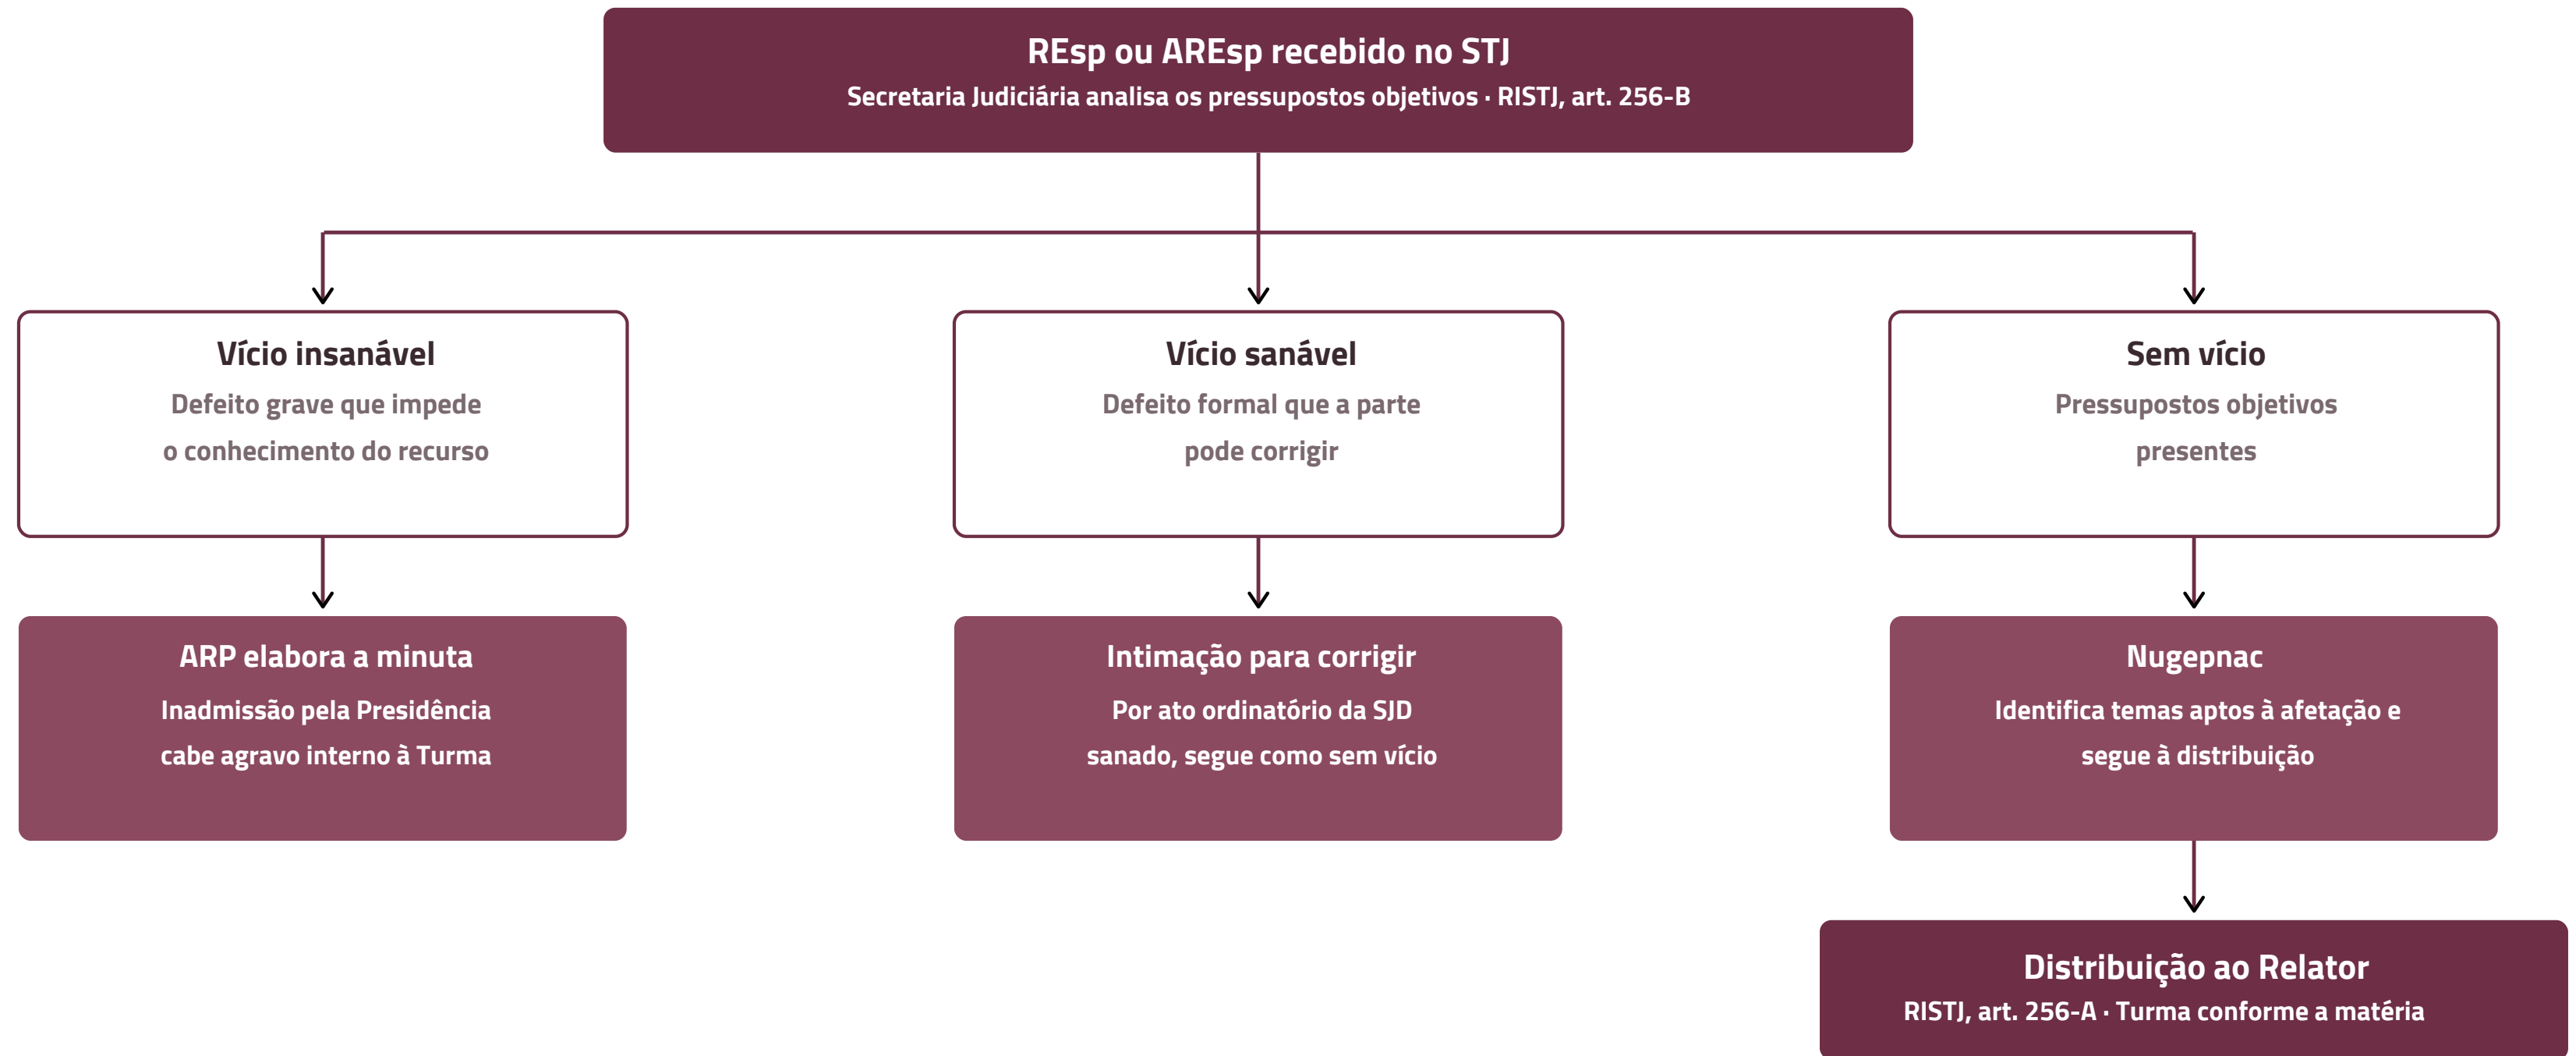 REsp ou AREsp recebido no STJ
Secretaria Judiciária analisa os pressupostos objetivos · RISTJ, art. 256-B
Vício insanável
Defeito grave que impede
o conhecimento do recurso
Vício sanável
Defeito formal que a parte
pode corrigir
Sem vício
Pressupostos objetivos
presentes
ARP elabora a minuta
Inadmissão pela Presidência
cabe agravo interno à Turma
Intimação para corrigir
Por ato ordinatório da SJD
sanado, segue como sem vício
Nugepnac
Identifica temas aptos à afetação e
segue à distribuição
Distribuição ao Relator
RISTJ, art. 256-A · Turma conforme a matéria